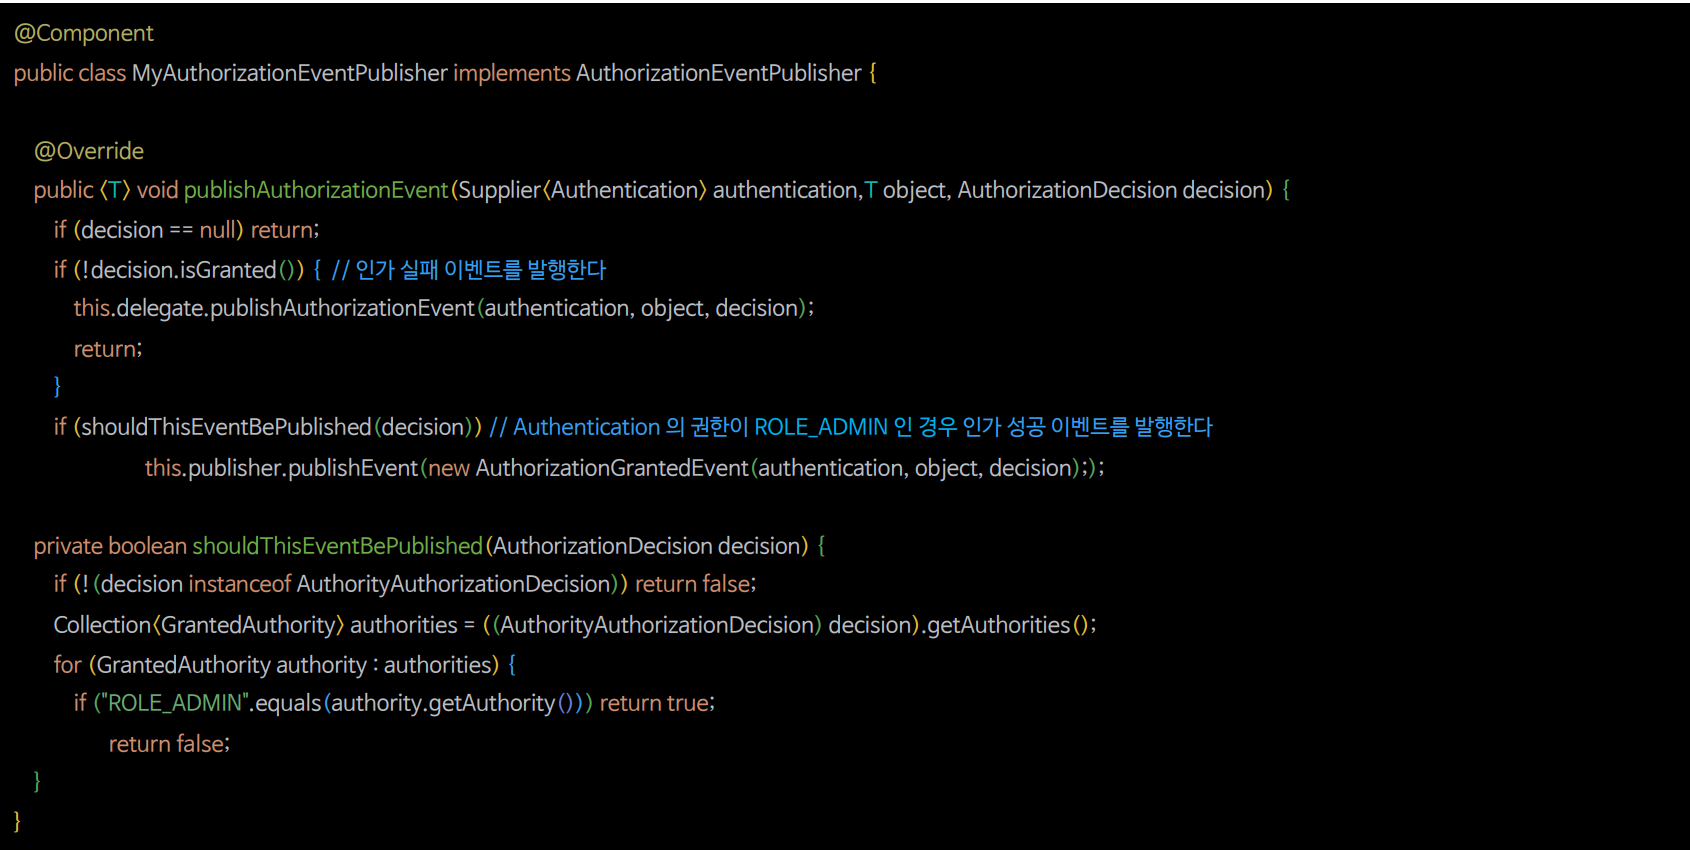 @Component
public class MyAuthorizationEventPublisher implements AuthorizationEventPublisher {
@Override
public 〈T〉 void publishAuthorizationEvent(Supplier〈Authentication〉 authentication,T object, AuthorizationDecision decision) {
if (decision == null) return;
if (!decision.isGranted()) { // 인가 실패 이벤트를 발행한다
this.delegate.publishAuthorizationEvent(authentication, object, decision);
return;
}
if (shouldThisEventBePublished(decision)) // Authentication 의 권한이 ROLE_ADMIN 인 경우 인가 성공 이벤트를 발행한다
this.publisher.publishEvent(new AuthorizationGrantedEvent(authentication, object, decision););
private boolean shouldThisEventBePublished(AuthorizationDecision decision) {
if (!(decision instanceof AuthorityAuthorizationDecision)) return false;
Collection〈GrantedAuthority〉 authorities = ((AuthorityAuthorizationDecision) decision).getAuthorities();
for (GrantedAuthority authority : authorities) {
if ("ROLE_ADMIN".equals(authority.getAuthority())) return true;
return false;
}
}